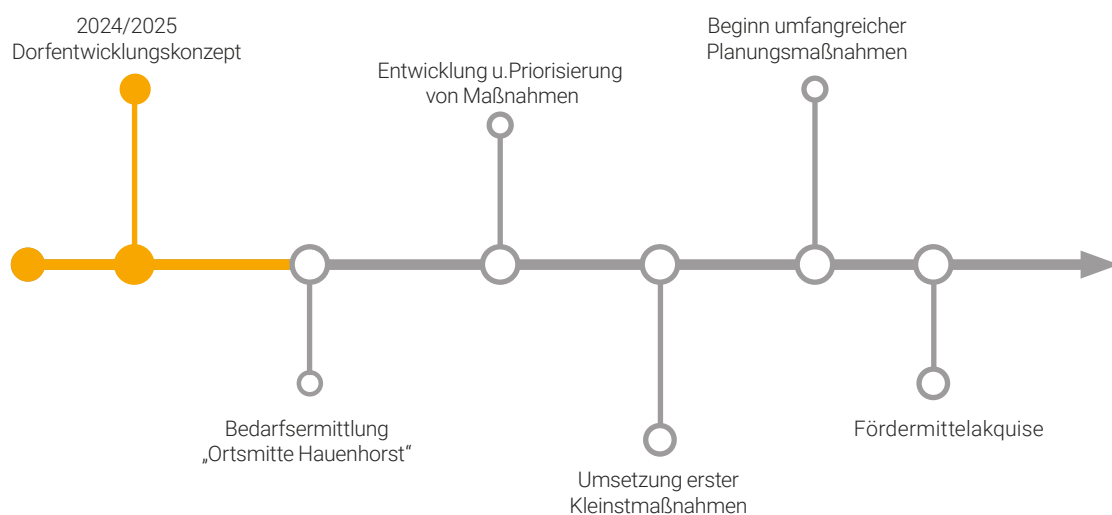 2024/2025
Dorfentwicklungskonzept
Bedarfsermittlung
„Ortsmitte Hauenhorst“
Entwicklung u.Priorisierung
von Maßnahmen
Umsetzung erster
Kleinstmaßnahmen
Beginn umfangreicher
Planungsmaßnahmen
Fördermittelakquise